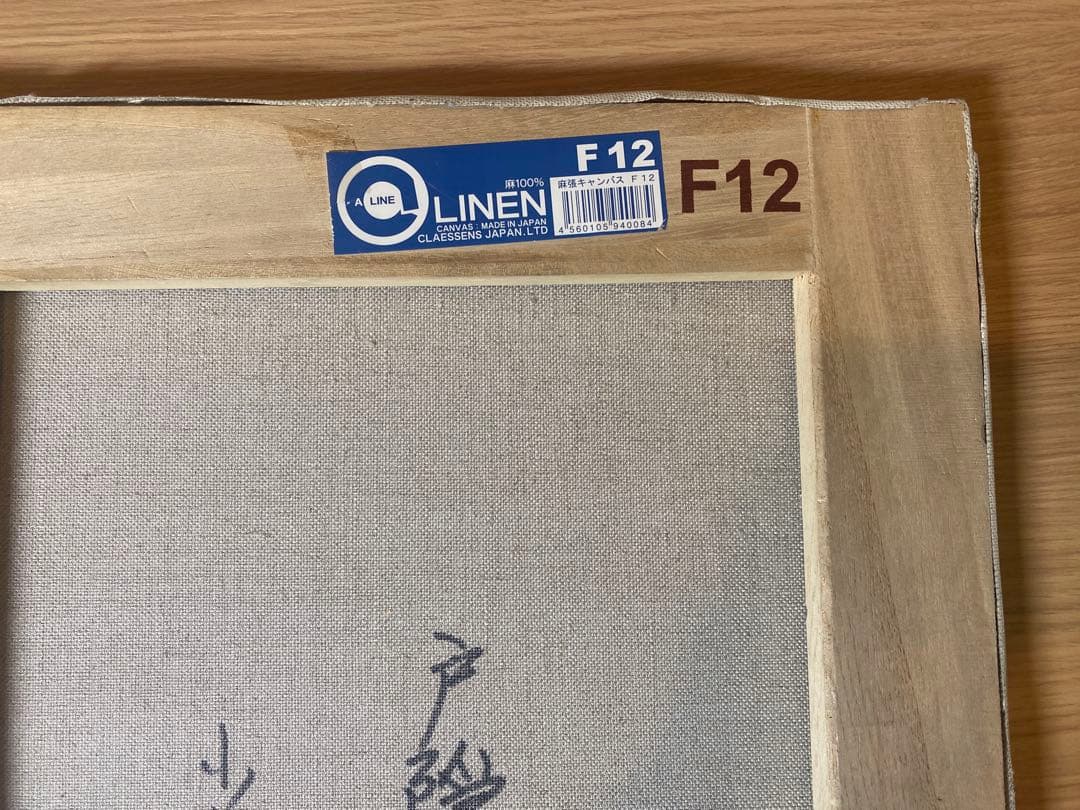 F 12
麻100%
麻張キャンバス F 12
A LINE
LINEN
CANVAS : MADE IN JAPAN
CLAESSENS JAPAN.LTD
4 560105 940084
F12